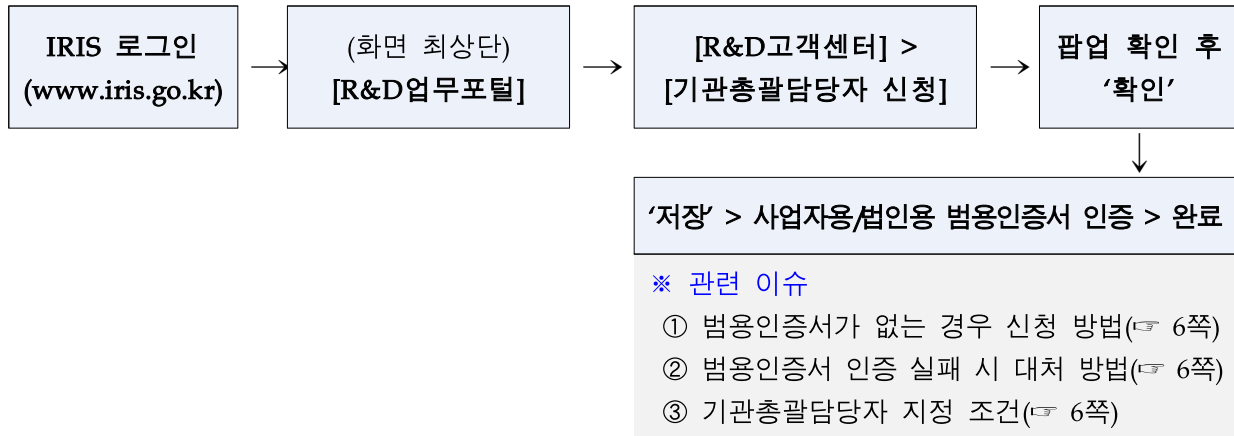 IRIS 로그인
(www.iris.go.kr)
(화면 최상단)
[R&D업무포털]
[R&D고객센터] >
[기관총괄담당자 신청]
팝업 확인 후
‘확인’
‘저장’ > 사업자용/법인용 범용인증서 인증 > 완료
※ 관련 이슈
① 범용인증서가 없는 경우 신청 방법(☞ 6쪽)
② 범용인증서 인증 실패 시 대처 방법(☞ 6쪽)
③ 기관총괄담당자 지정 조건(☞ 6쪽)